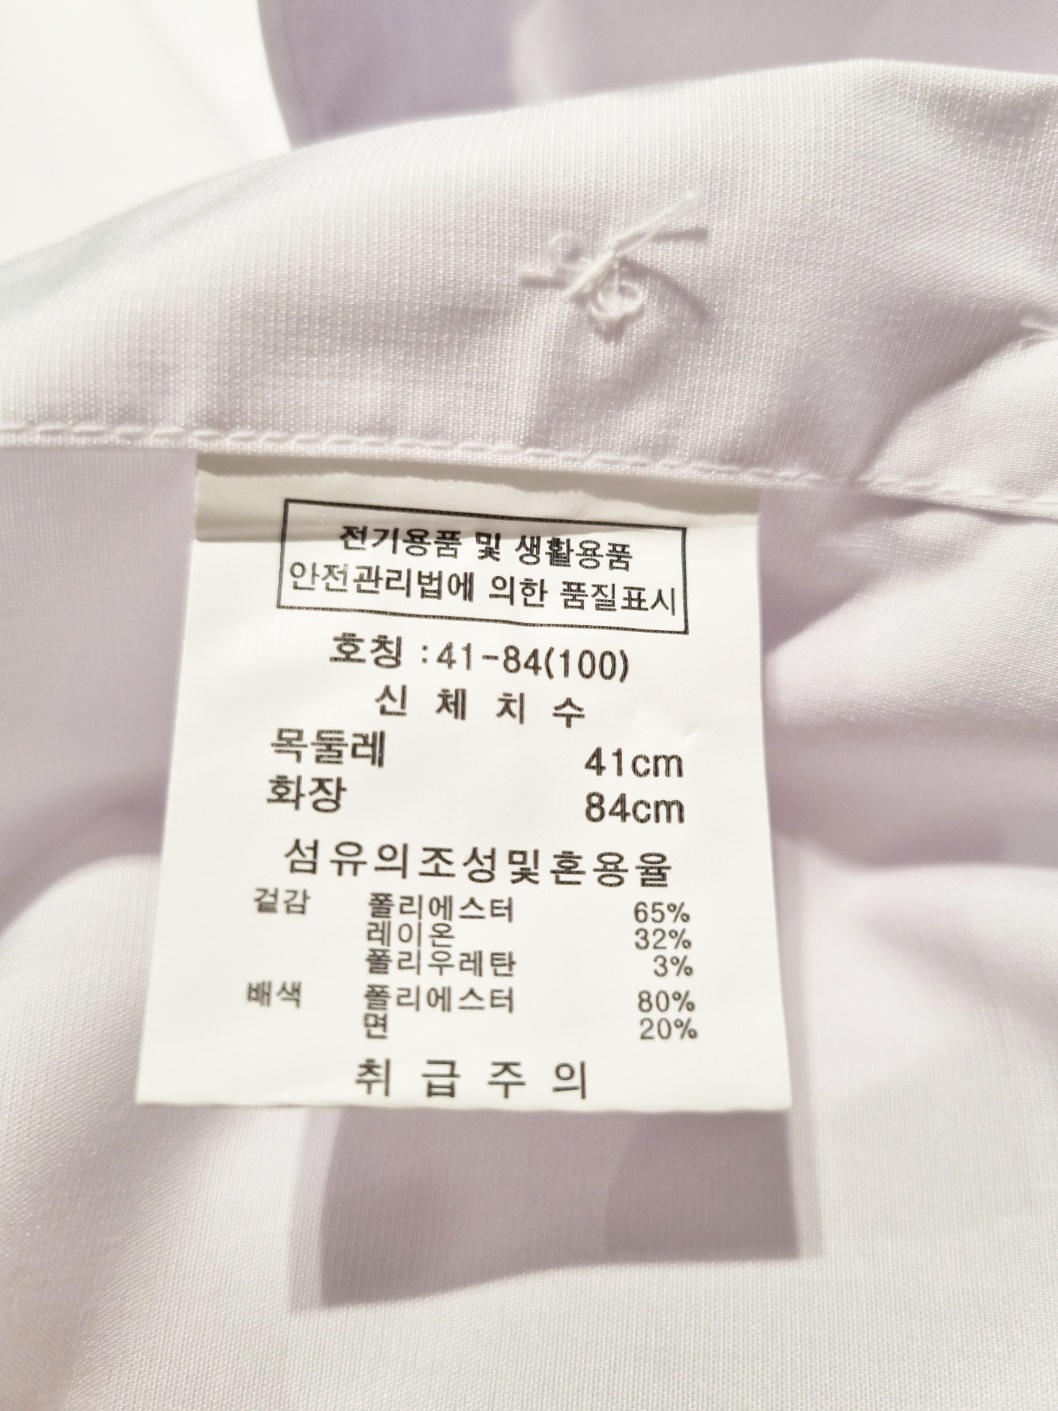 전기용품 및 생활용품
안전관리법에 의한 품질표시
호칭 :41-84(100)
신 체 치 수
목둘레 41cm
화장 84cm
섬유의조성및혼용율
겉감 폴리에스터 65%
레이온 32%
폴리우레탄 3%
배색 폴리에스터 80%
면 20%
취 급 주 의